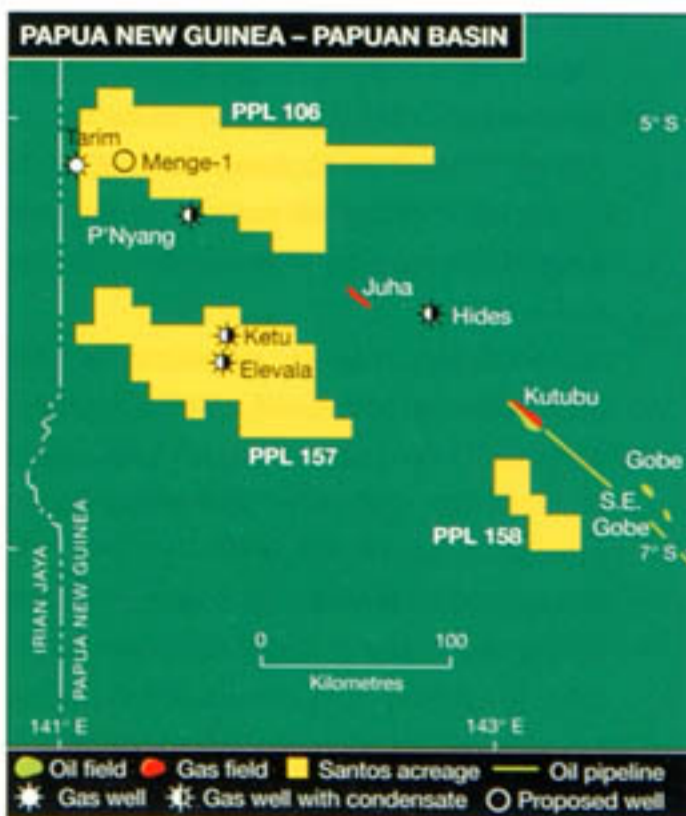 PAPUA NEW GUINEA – PAPUAN BASIN
PPL 106
5° S
Tarim
Menge-1
P'Nyang
Juha
Hides
Ketu
Elevala
Kutubu
PPL 157
Gobe
S.E.
Gobe
PPL 158
7° S
IRIAN JAYA
PAPUA NEW GUINEA
0 100
Kilometres
141° E
143° E
Oil field Gas field Santos acreage Oil pipeline
Gas well Gas well with condensate Proposed well